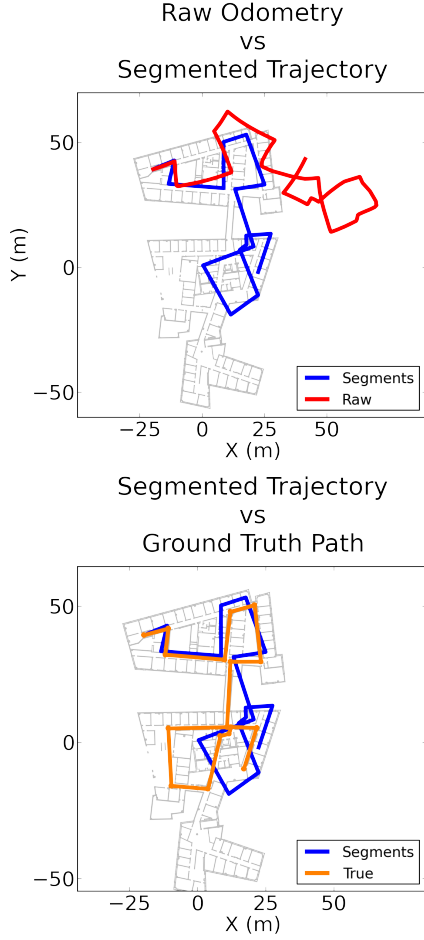 Raw Odometry
vs
Segmented Trajectory
50
0
−50
Y (m)
Segments
Raw
−25
0
25
50
X (m)
Segmented Trajectory
vs
Ground Truth Path
50
0
−50
Segments
True
−25
0
25
50
X (m)